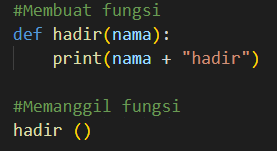 #Membuat fungsi
def hadir(nama):
    print(nama + "hadir")

#Memanggil fungsi
hadir ()